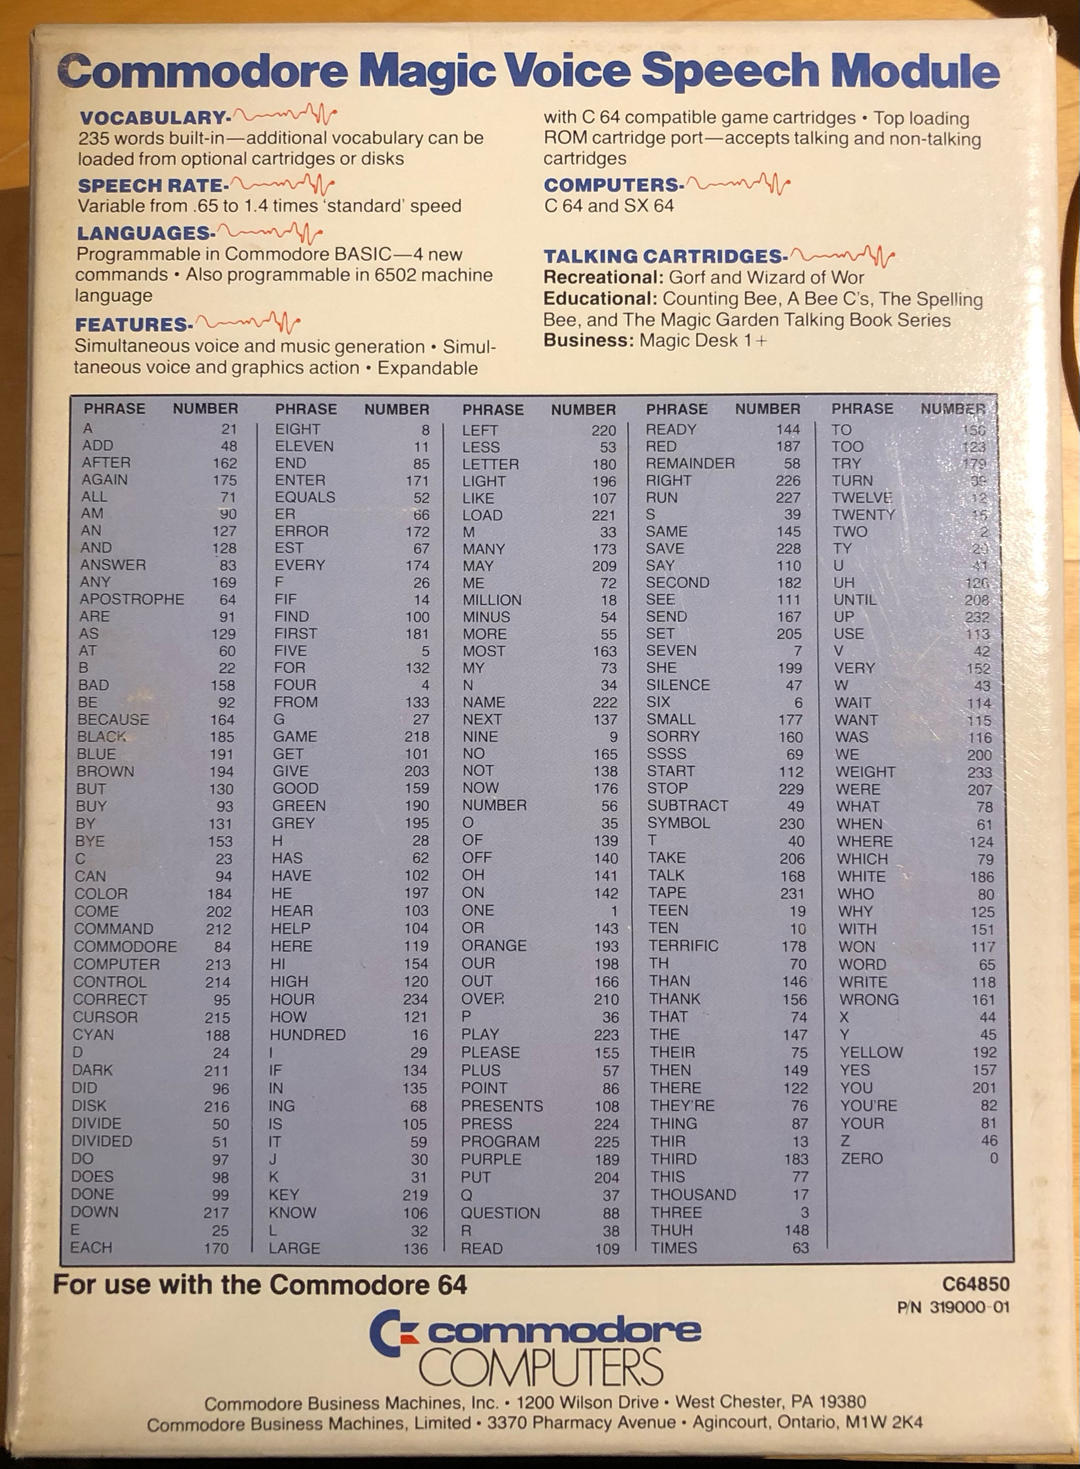 Commodore Magic Voice Speech Module
VOCABULARY-
235 words built-in—additional vocabulary can be
loaded from optional cartridges or disks
SPEECH RATE-
Variable from .65 to 1.4 times 'standard' speed
LANGUAGES-
Programmable in Commodore BASIC—4 new
commands • Also programmable in 6502 machine
language
FEATURES-
Simultaneous voice and music generation • Simul-
taneous voice and graphics action • Expandable
with C 64 compatible game cartridges • Top loading
ROM cartridge port—accepts talking and non-talking
cartridges
COMPUTERS-
C 64 and SX 64
TALKING CARTRIDGES-
Recreational: Gorf and Wizard of Wor
Educational: Counting Bee, A Bee C's, The Spelling
Bee, and The Magic Garden Talking Book Series
Business: Magic Desk 1+
PHRASE NUMBER PHRASE NUMBER PHRASE NUMBER PHRASE NUMBER PHRASE NUMBER
A 21 EIGHT 8 LEFT 220 READY 144 TO
ADD 48 ELEVEN 11 LESS 53 RED 187 TOO 123
AFTER 162 END 85 LETTER 180 REMAINDER 58 TRY 179
AGAIN 175 ENTER 171 LIGHT 196 RIGHT 226 TURN
ALL 71 EQUALS 52 LIKE 107 RUN 227 TWELVE 12
AM 90 ER 66 LOAD 221 S 39 TWENTY 15
AN 127 ERROR 172 M 33 SAME 145 TWO 2
AND 128 EST 67 MANY 173 SAVE 228 TY 20
ANSWER 83 EVERY 174 MAY 209 SAY 110 U 41
ANY 169 F 26 ME 72 SECOND 182 UH 126
APOSTROPHE 64 FIF 14 MILLION 18 SEE 111 UNTIL 208
ARE 91 FIND 100 MINUS 54 SEND 167 UP 232
AS 129 FIRST 181 MORE 55 SET 205 USE 113
AT 60 FIVE 5 MOST 163 SEVEN 7 V 42
B 22 FOR 132 MY 73 SHE 199 VERY 152
BAD 158 FOUR 4 N 34 SILENCE 47 W 43
BE 92 FROM 133 NAME 222 SIX 6 WAIT 114
BECAUSE 164 G 27 NEXT 137 SMALL 177 WANT 115
BLACK 185 GAME 218 NINE 9 SORRY 160 WAS 116
BLUE 191 GET 101 NO 165 SSSS 69 WE 200
BROWN 194 GIVE 203 NOT 138 START 112 WEIGHT 233
BUT 130 GOOD 159 NOW 176 STOP 229 WERE 207
BUY 93 GREEN 190 NUMBER 56 SUBTRACT 49 WHAT 78
BY 131 GREY 195 O 35 SYMBOL 230 WHEN 61
BYE 153 H 28 OF 139 T 40 WHERE 124
C 23 HAS 62 OFF 140 TAKE 206 WHICH 79
CAN 94 HAVE 102 OH 141 TALK 168 WHITE 186
COLOR 184 HE 197 ON 142 TAPE 231 WHO 80
COME 202 HEAR 103 ONE 1 TEEN 19 WHY 125
COMMAND 212 HELP 104 OR 143 TEN 10 WITH 151
COMMODORE 84 HERE 119 ORANGE 193 TERRIFIC 178 WON 117
COMPUTER 213 HI 154 OUR 198 TH 70 WORD 65
CONTROL 214 HIGH 120 OUT 166 THAN 146 WRITE 118
CORRECT 95 HOUR 234 OVER 210 THANK 156 WRONG 161
CURSOR 215 HOW 121 P 36 THAT 74 X 44
CYAN 188 HUNDRED 16 PLAY 223 THE 147 Y 45
D 24 I 29 PLEASE 155 THEIR 75 YELLOW 192
DARK 211 IF 134 PLUS 57 THEN 149 YES 157
DID 96 IN 135 POINT 86 THERE 122 YOU 201
DISK 216 ING 68 PRESENTS 108 THEY'RE 76 YOU'RE 82
DIVIDE 50 IS 105 PRESS 224 THING 87 YOUR 81
DIVIDED 51 IT 59 PROGRAM 225 THIR 13 Z 46
DO 97 J 30 PURPLE 189 THIRD 183 ZERO 0
DOES 98 K 31 PUT 204 THIS 77
DONE 99 KEY 219 Q 37 THOUSAND 17
DOWN 217 KNOW 106 QUESTION 88 THREE 3
E 25 L 32 R 38 THUH 148
EACH 170 LARGE 136 READ 109 TIMES 63
For use with the Commodore 64
C64850
P/N 319000-01
commodore
COMPUTERS
Commodore Business Machines, Inc. • 1200 Wilson Drive • West Chester, PA 19380
Commodore Business Machines, Limited • 3370 Pharmacy Avenue • Agincourt, Ontario, M1W 2K4